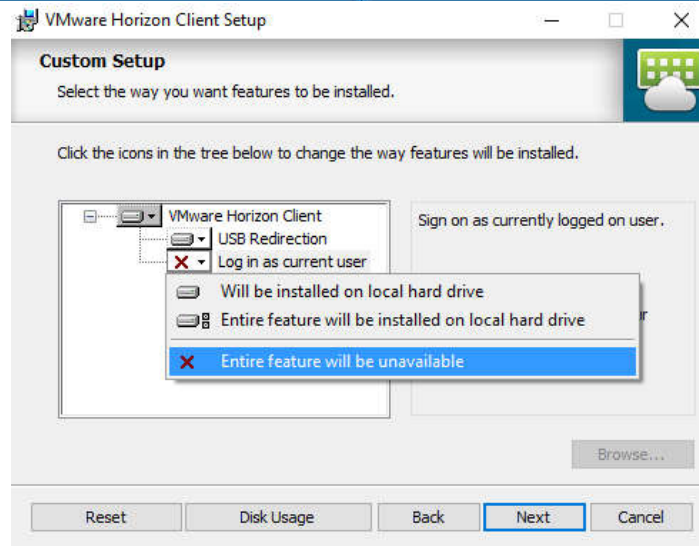 VMware Horizon Client Setup
Custom Setup
Select the way you want features to be installed.
Click the icons in the tree below to change the way features will be installed.
VMware Horizon Client
USB Redirection
Log in as current user
Sign on as currently logged on user.
Will be installed on local hard drive
Entire feature will be installed on local hard drive
Entire feature will be unavailable
Browse...
Reset
Disk Usage
Back
Next
Cancel